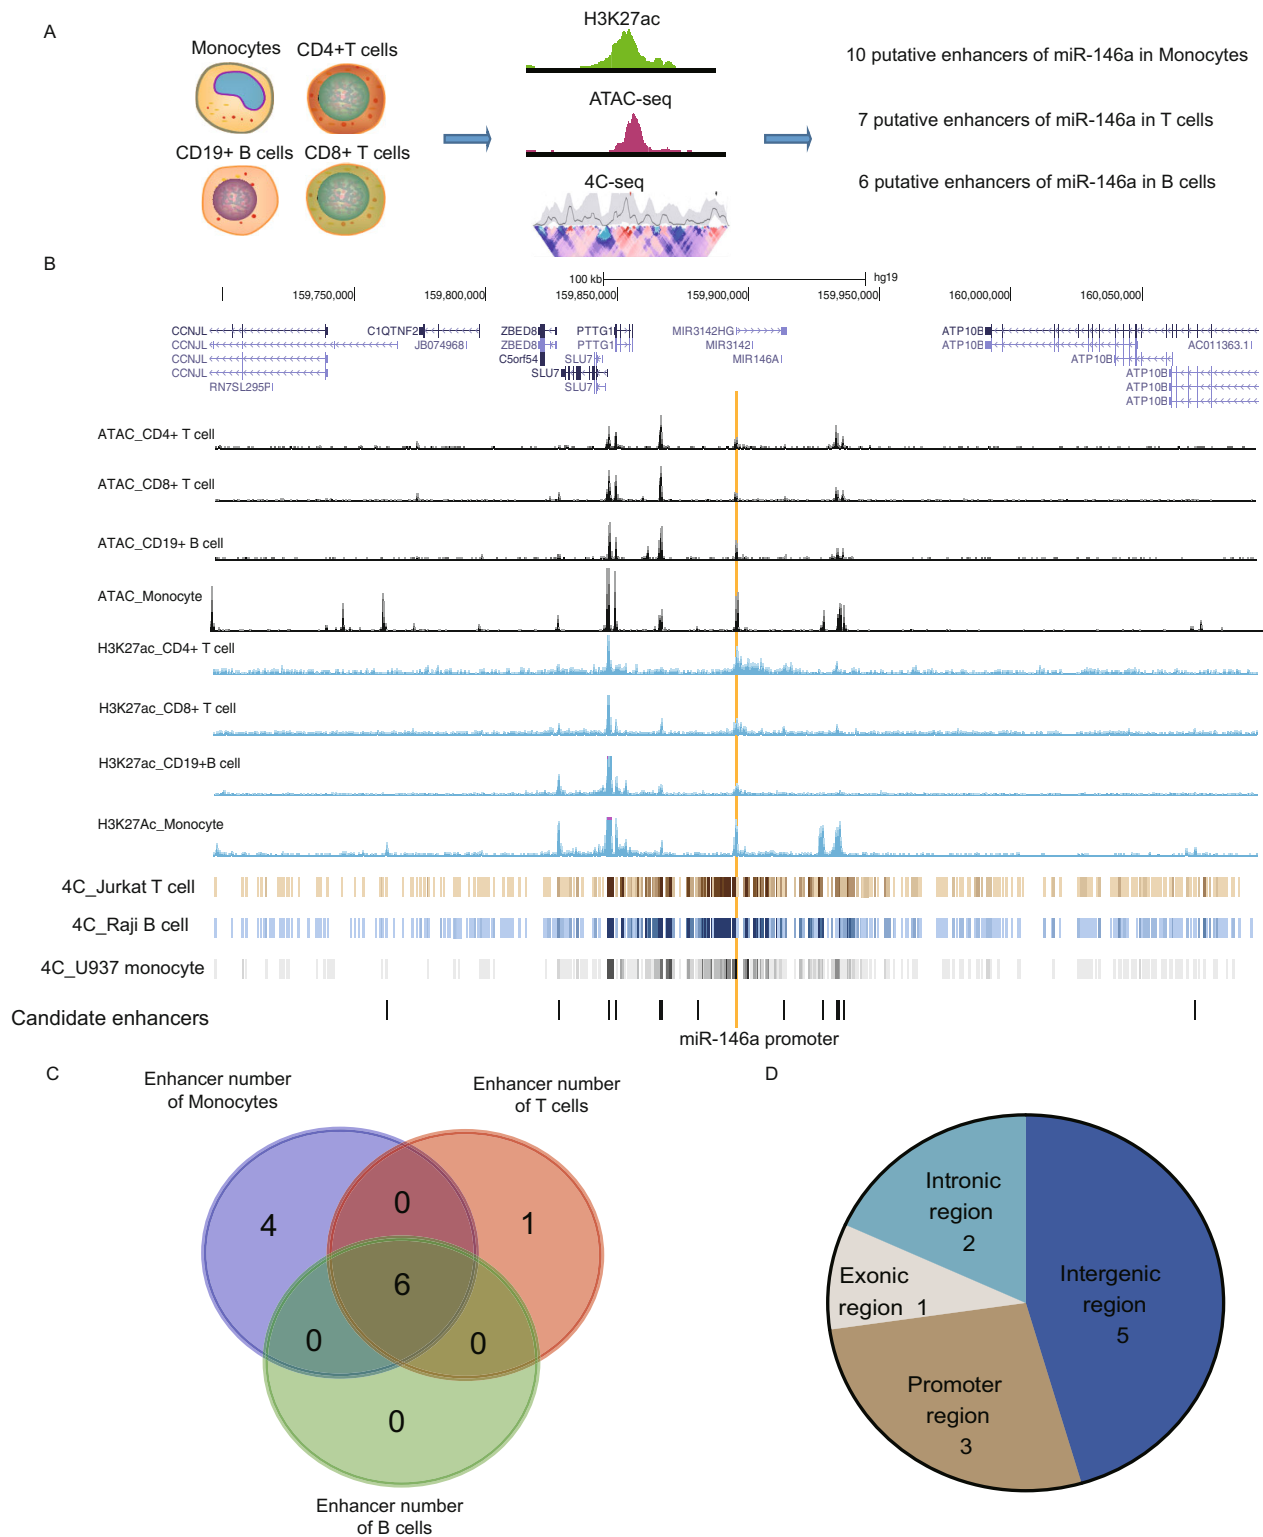 A
Monocytes
CD4+T cells
CD19+ B cells
CD8+ T cells
H3K27ac
ATAC-seq
4C-seq
10 putative enhancers of miR-146a in Monocytes
7 putative enhancers of miR-146a in T cells
6 putative enhancers of miR-146a in B cells
B
100 kb
hg19
159,750,000
159,800,000
159,850,000
159,900,000
159,950,000
160,000,000
160,050,000
CCNJL
C1QTNF2
ZBED8
PTTG1
MIR3142HG
ATP10B
CCNJL
JB074968
ZBED8
PTTG1
MIR3142
ATP10B
AC011363.1
CCNJL
C5orf54
SLU7
MIR146A
ATP10B
CCNJL
SLU7
ATP10B
RN7SL295P
SLU7
ATP10B
ATP10B
ATAC_CD4+ T cell
ATAC_CD8+ T cell
ATAC_CD19+ B cell
ATAC_Monocyte
H3K27ac_CD4+ T cell
H3K27ac_CD8+ T cell
H3K27ac_CD19+B cell
H3K27Ac_Monocyte
4C_Jurkat T cell
4C_Raji B cell
4C_U937 monocyte
Candidate enhancers
miR-146a promoter
C
Enhancer number
of Monocytes
Enhancer number
of T cells
4
0
1
6
0
0
0
Enhancer number
of B cells
D
Intronic
region
2
Intergenic
region
5
Exonic
region 1
Promoter
region
3